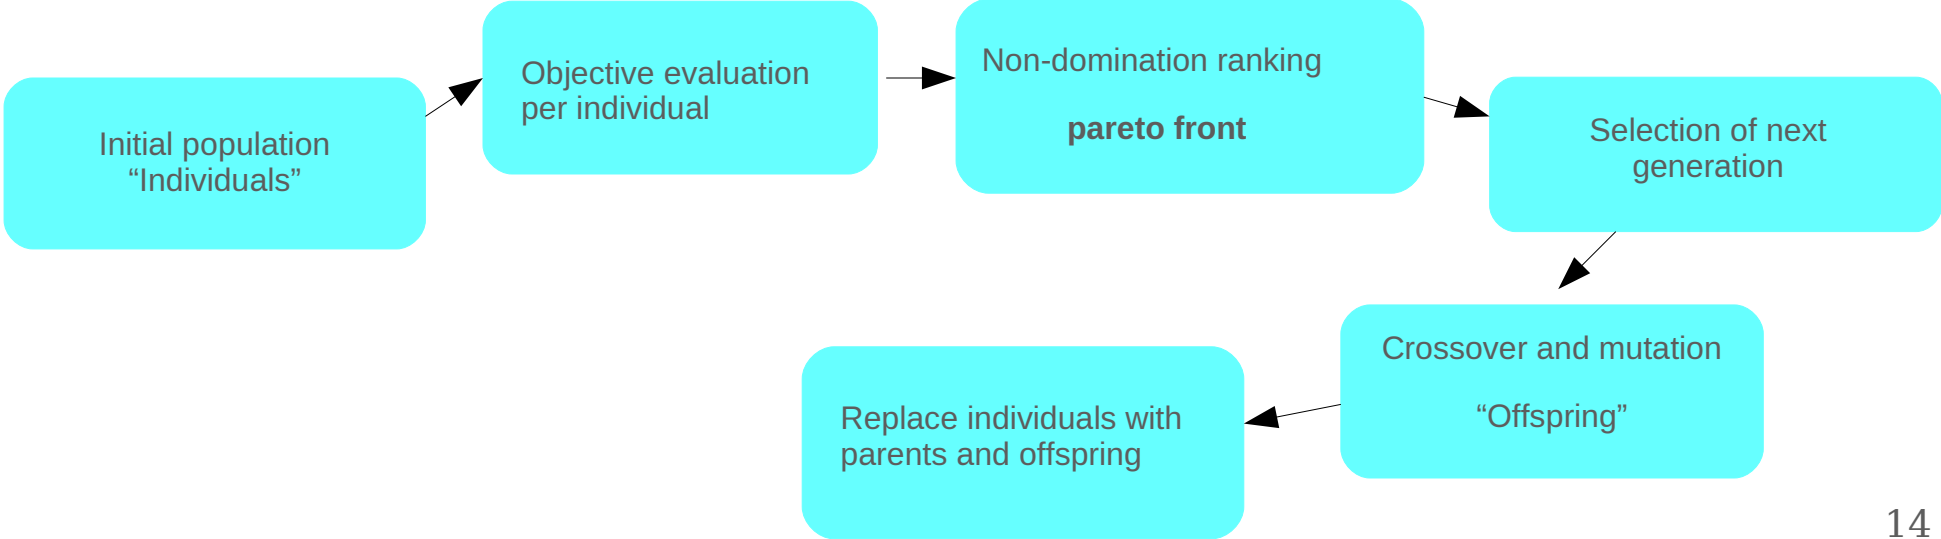 Initial population
“Individuals”
Objective evaluation
per individual
Non-domination ranking
pareto front
Selection of next
generation
Crossover and mutation
“Offspring”
Replace individuals with
parents and offspring
14